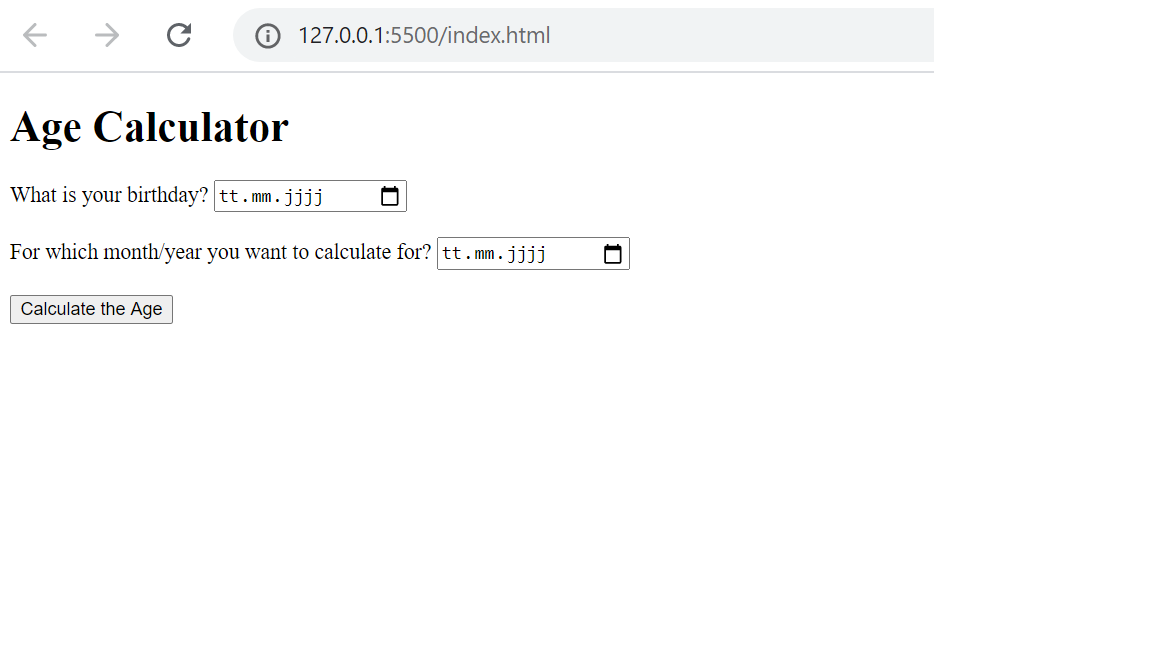 127.0.0.1:5500/index.html
Age Calculator
What is your birthday? tt.mm.jjjj
For which month/year you want to calculate for? tt.mm.jjjj
Calculate the Age